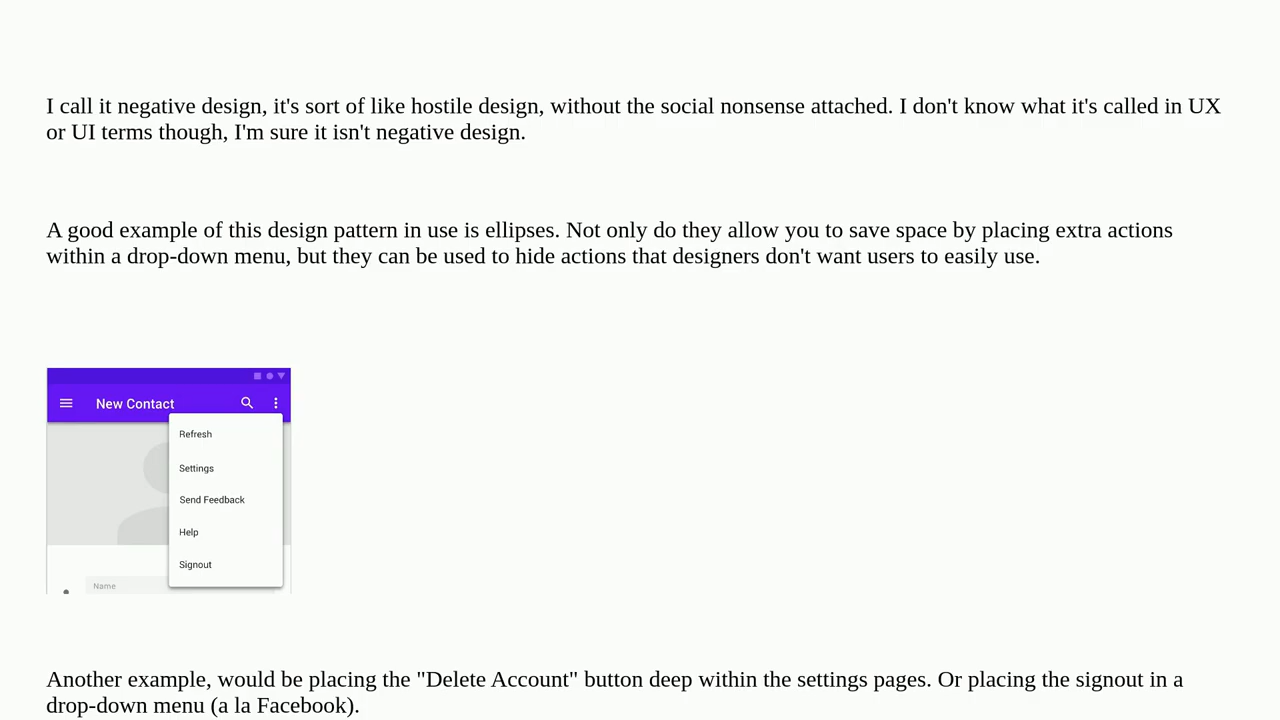 I call it negative design, it's sort of like hostile design, without the social nonsense attached. I don't know what it's called in UX
or UI terms though, I'm sure it isn't negative design.
A good example of this design pattern in use is ellipses. Not only do they allow you to save space by placing extra actions
within a drop-down menu, but they can be used to hide actions that designers don't want users to easily use.
New Contact
Refresh
Settings
Send Feedback
Help
Signout
Name
Another example, would be placing the "Delete Account" button deep within the settings pages. Or placing the signout in a
drop-down menu (a la Facebook).